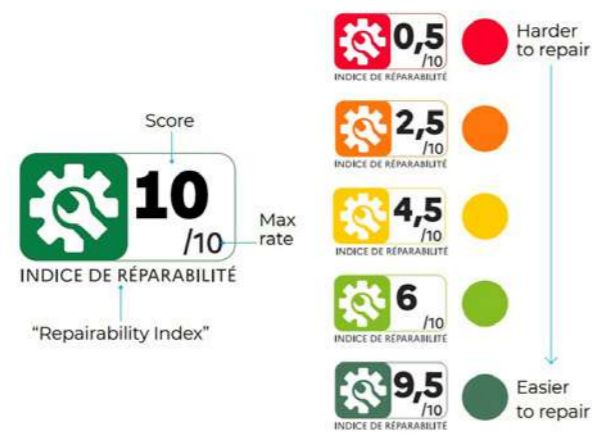 Score
10
/10
Max
rate
INDICE DE RÉPARABILITÉ
“Repairability Index”
0,5
/10
INDICE DE RÉPARABILITÉ
Harder
to repair
2,5
/10
INDICE DE RÉPARABILITÉ
4,5
/10
INDICE DE RÉPARABILITÉ
6
/10
INDICE DE RÉPARABILITÉ
9,5
/10
INDICE DE RÉPARABILITÉ
Easier
to repair